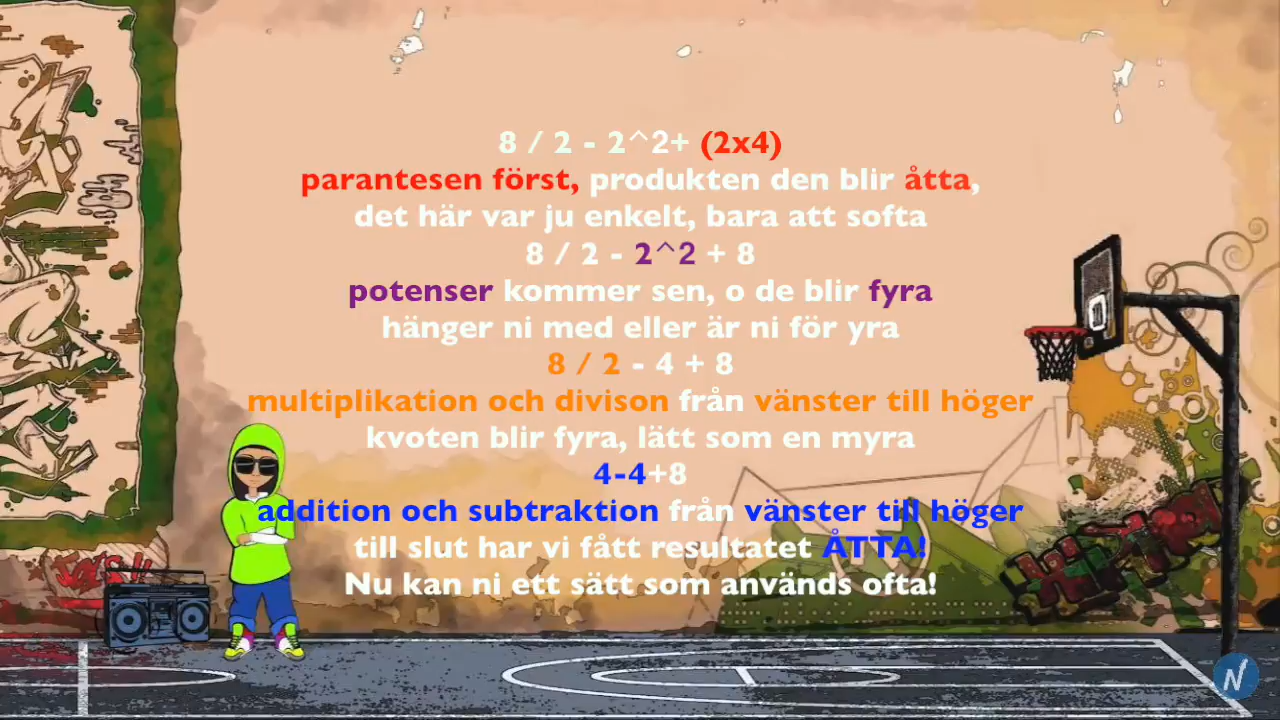 8 / 2 - 2^2+ (2x4)
parantesen först, produkten den blir åtta,
det här var ju enkelt, bara att softa
8 / 2 - 2^2 + 8
potenser kommer sen, o de blir fyra
hänger ni med eller är ni för yra
8 / 2 - 4 + 8
multiplikation och divison från vänster till höger
kvoten blir fyra, lätt som en myra
4-4+8
addition och subtraktion från vänster till höger
till slut har vi fått resultatet ÅTTA!
Nu kan ni ett sätt som används ofta!
N